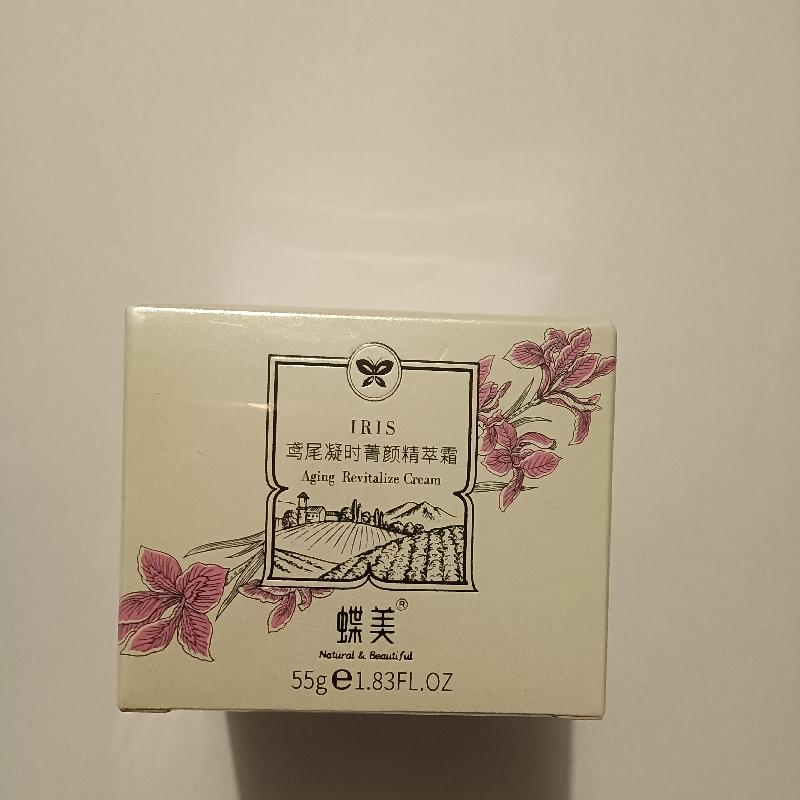 IRIS
鸢尾凝时菁颜精萃霜
Aging Revitalize Cream
蝶美®
Natural & Beautiful
55g℮1.83FL.OZ